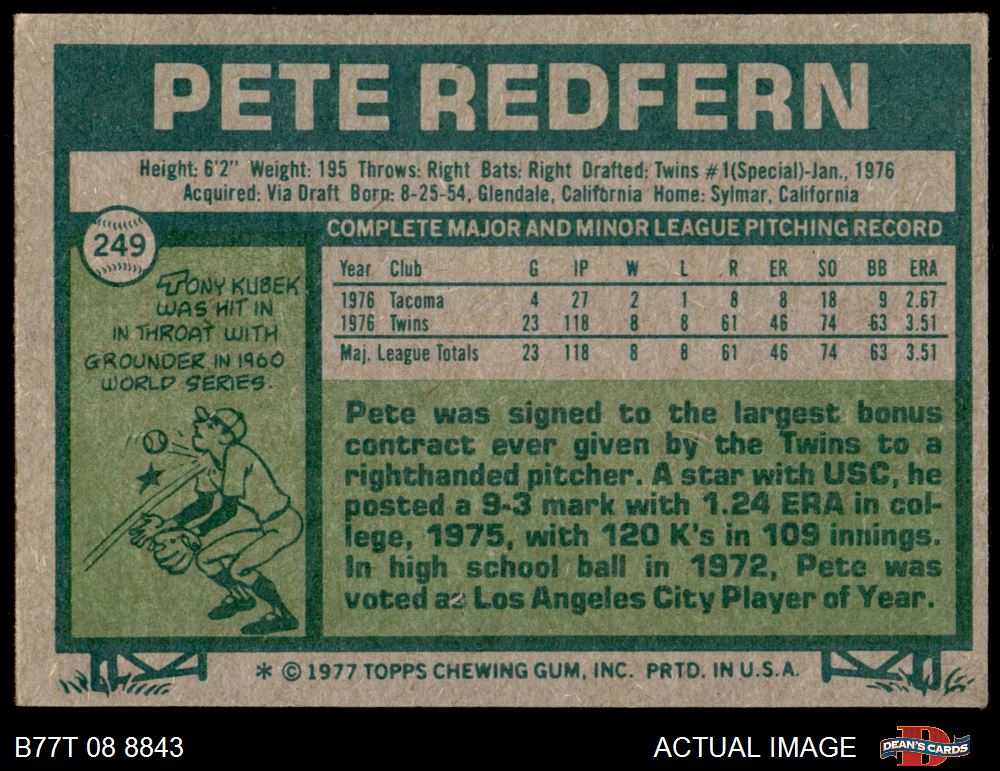 PETE REDFERN
Height: 6'2" Weight: 195 Throws: Right Bats: Right Drafted: Twins #1(Special)-Jan., 1976
Acquired: Via Draft Born: 8-25-54, Glendale, California Home: Sylmar, California
249
TONY KUBEK
WAS HIT IN
IN THROAT WITH
GROUNDER IN 1960
WORLD SERIES.
COMPLETE MAJOR AND MINOR LEAGUE PITCHING RECORD
Year Club G IP W L R ER SO BB ERA
1976 Tacoma 4 27 2 1 8 8 18 9 2.67
1976 Twins 23 118 8 8 61 46 74 63 3.51
Maj. League Totals 23 118 8 8 61 46 74 63 3.51
Pete was signed to the largest bonus
contract ever given by the Twins to a
righthanded pitcher. A star with USC, he
posted a 9-3 mark with 1.24 ERA in col-
lege, 1975, with 120 K's in 109 innings.
In high school ball in 1972, Pete was
voted as Los Angeles City Player of Year.
* © 1977 TOPPS CHEWING GUM, INC. PRTD. IN U.S.A.
B77T 08 8843
ACTUAL IMAGE
DEAN'S CARDS